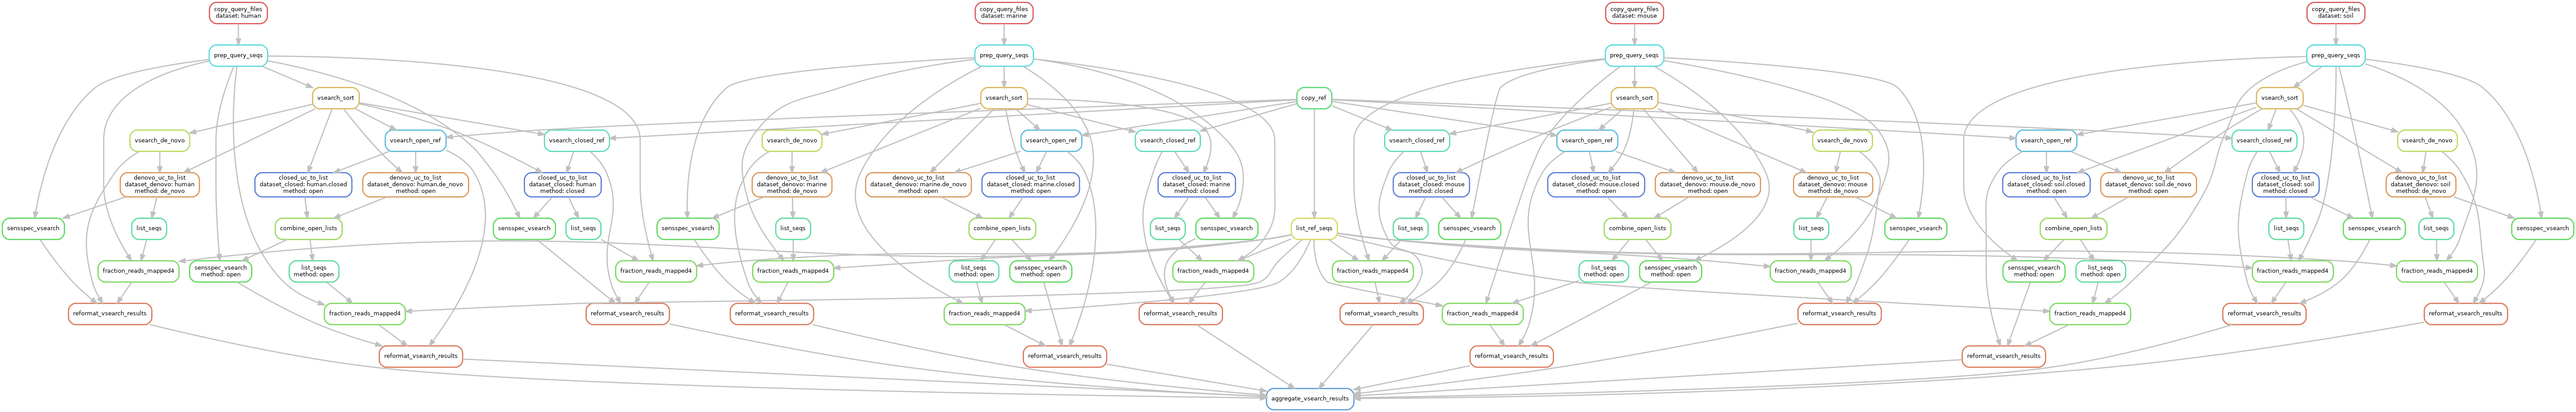 copy_query_files
dataset: human
copy_query_files
dataset: marine
copy_query_files
dataset: mouse
copy_query_files
dataset: soil
prep_query_seqs
prep_query_seqs
prep_query_seqs
prep_query_seqs
vsearch_sort
vsearch_sort
copy_ref
vsearch_sort
vsearch_sort
vsearch_de_novo
vsearch_open_ref
vsearch_closed_ref
vsearch_de_novo
vsearch_open_ref
vsearch_closed_ref
vsearch_closed_ref
vsearch_open_ref
vsearch_de_novo
vsearch_open_ref
vsearch_closed_ref
vsearch_de_novo
denovo_uc_to_list
dataset_denovo: human
method: de_novo
closed_uc_to_list
dataset_closed: human.closed
method: open
denovo_uc_to_list
dataset_denovo: human.de_novo
method: open
closed_uc_to_list
dataset_closed: human
method: closed
denovo_uc_to_list
dataset_denovo: marine
method: de_novo
denovo_uc_to_list
dataset_denovo: marine.de_novo
method: open
closed_uc_to_list
dataset_closed: marine.closed
method: open
closed_uc_to_list
dataset_closed: marine
method: closed
closed_uc_to_list
dataset_closed: mouse
method: closed
closed_uc_to_list
dataset_closed: mouse.closed
method: open
denovo_uc_to_list
dataset_denovo: mouse.de_novo
method: open
denovo_uc_to_list
dataset_denovo: mouse
method: de_novo
closed_uc_to_list
dataset_closed: soil.closed
method: open
denovo_uc_to_list
dataset_denovo: soil.de_novo
method: open
closed_uc_to_list
dataset_closed: soil
method: closed
denovo_uc_to_list
dataset_denovo: soil
method: de_novo
sensspec_vsearch
list_seqs
combine_open_lists
sensspec_vsearch
list_seqs
sensspec_vsearch
list_seqs
combine_open_lists
list_seqs
sensspec_vsearch
list_ref_seqs
list_seqs
sensspec_vsearch
combine_open_lists
list_seqs
sensspec_vsearch
combine_open_lists
list_seqs
sensspec_vsearch
list_seqs
sensspec_vsearch
fraction_reads_mapped4
sensspec_vsearch
method: open
list_seqs
method: open
fraction_reads_mapped4
fraction_reads_mapped4
list_seqs
method: open
sensspec_vsearch
method: open
fraction_reads_mapped4
fraction_reads_mapped4
list_seqs
method: open
sensspec_vsearch
method: open
fraction_reads_mapped4
sensspec_vsearch
method: open
list_seqs
method: open
fraction_reads_mapped4
fraction_reads_mapped4
reformat_vsearch_results
fraction_reads_mapped4
reformat_vsearch_results
reformat_vsearch_results
fraction_reads_mapped4
reformat_vsearch_results
reformat_vsearch_results
fraction_reads_mapped4
reformat_vsearch_results
fraction_reads_mapped4
reformat_vsearch_results
reformat_vsearch_results
reformat_vsearch_results
reformat_vsearch_results
reformat_vsearch_results
reformat_vsearch_results
aggregate_vsearch_results